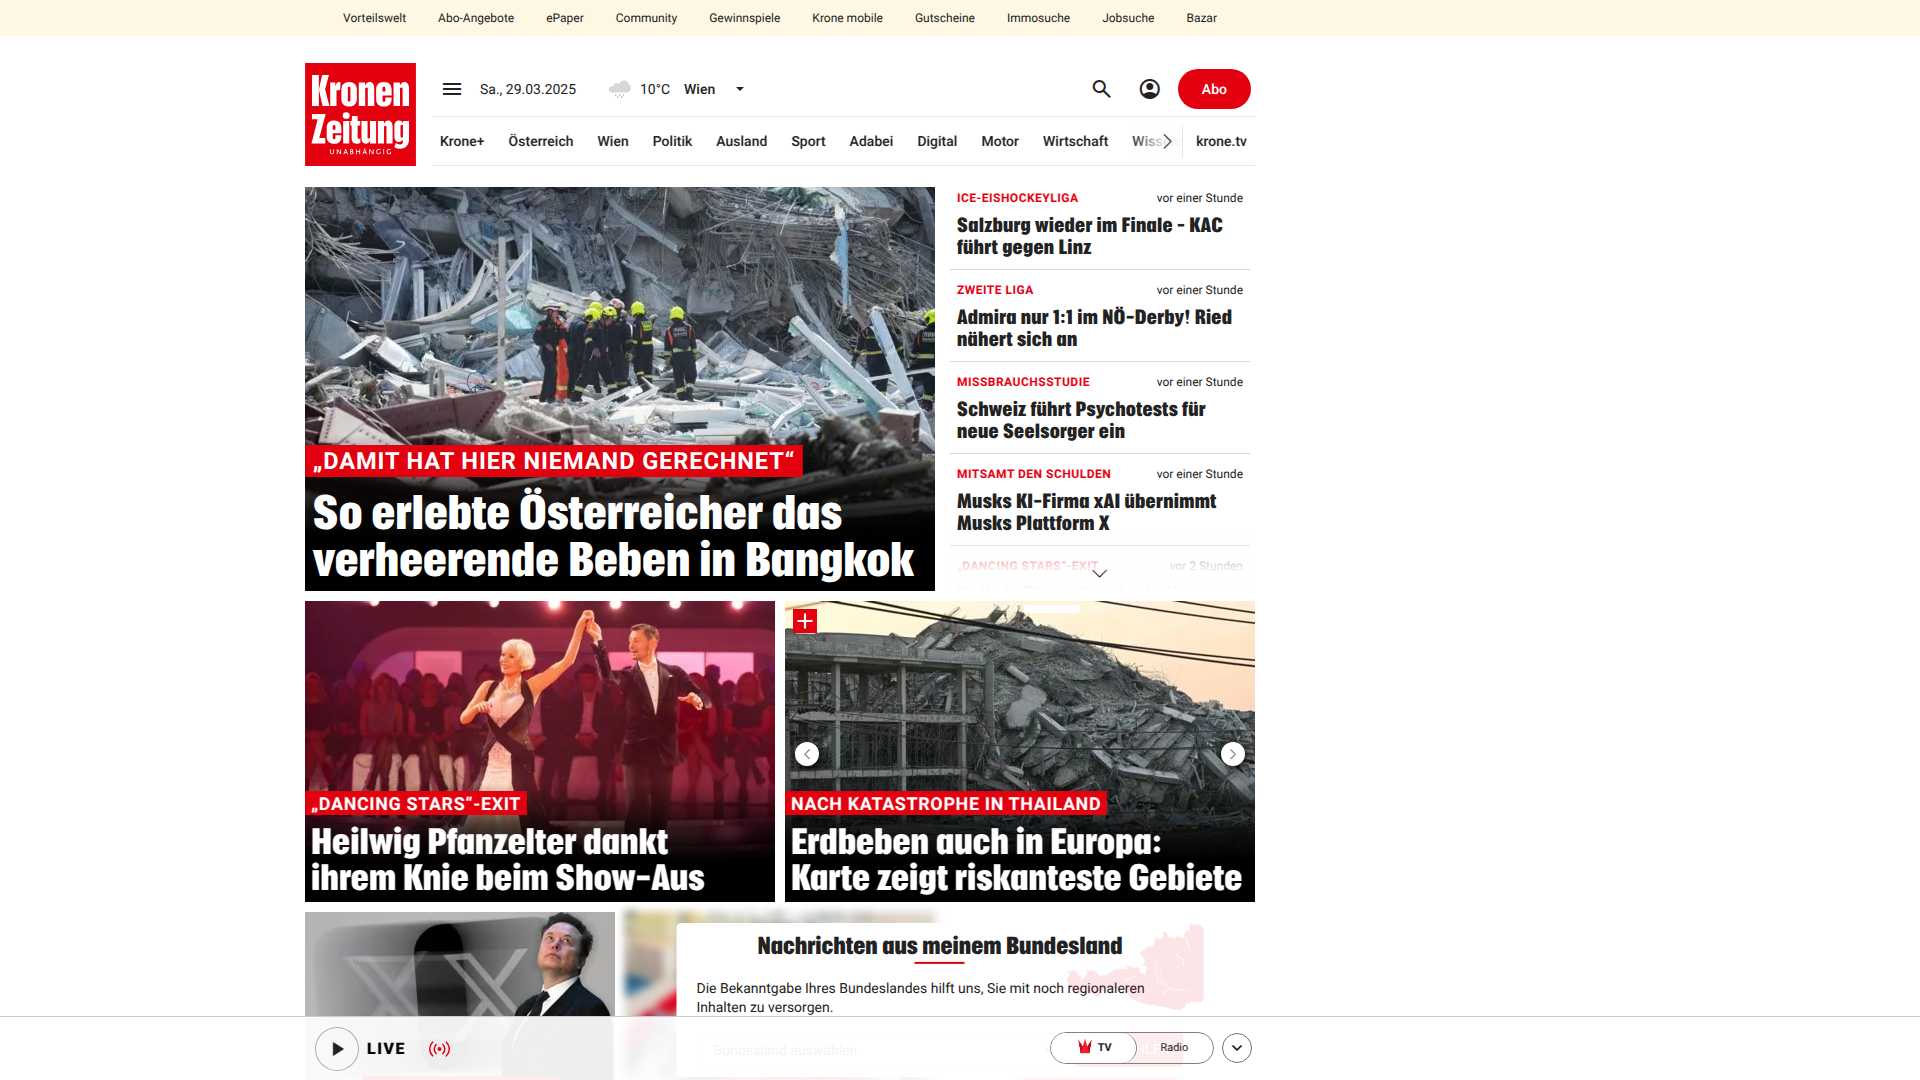 Vorteilswelt Abo-Angebote ePaper Community Gewinnspiele Krone mobile Gutscheine Immosuche Jobsuche Bazar
Kronen
Zeitung
UNABHÄNGIG
Sa., 29.03.2025 10°C Wien
Abo
Krone+ Österreich Wien Politik Ausland Sport Adabei Digital Motor Wirtschaft Wiss krone.tv
„DAMIT HAT HIER NIEMAND GERECHNET“
So erlebte Österreicher das
verheerende Beben in Bangkok
ICE-EISHOCKEYLIGA vor einer Stunde
Salzburg wieder im Finale - KAC
führt gegen Linz
ZWEITE LIGA vor einer Stunde
Admira nur 1:1 im NÖ-Derby! Ried
nähert sich an
MISSBRAUCHSSTUDIE vor einer Stunde
Schweiz führt Psychotests für
neue Seelsorger ein
MITSAMT DEN SCHULDEN vor einer Stunde
Musks KI-Firma xAI übernimmt
Musks Plattform X
„DANCING STARS“-EXIT vor 2 Stunden
„DANCING STARS“-EXIT
Heilwig Pfanzelter dankt
ihrem Knie beim Show-Aus
NACH KATASTROPHE IN THAILAND
Erdbeben auch in Europa:
Karte zeigt riskanteste Gebiete
Nachrichten aus meinem Bundesland
Die Bekanntgabe Ihres Bundeslandes hilft uns, Sie mit noch regionaleren
Inhalten zu versorgen.
Bundesland auswählen
LIVE
TV Radio